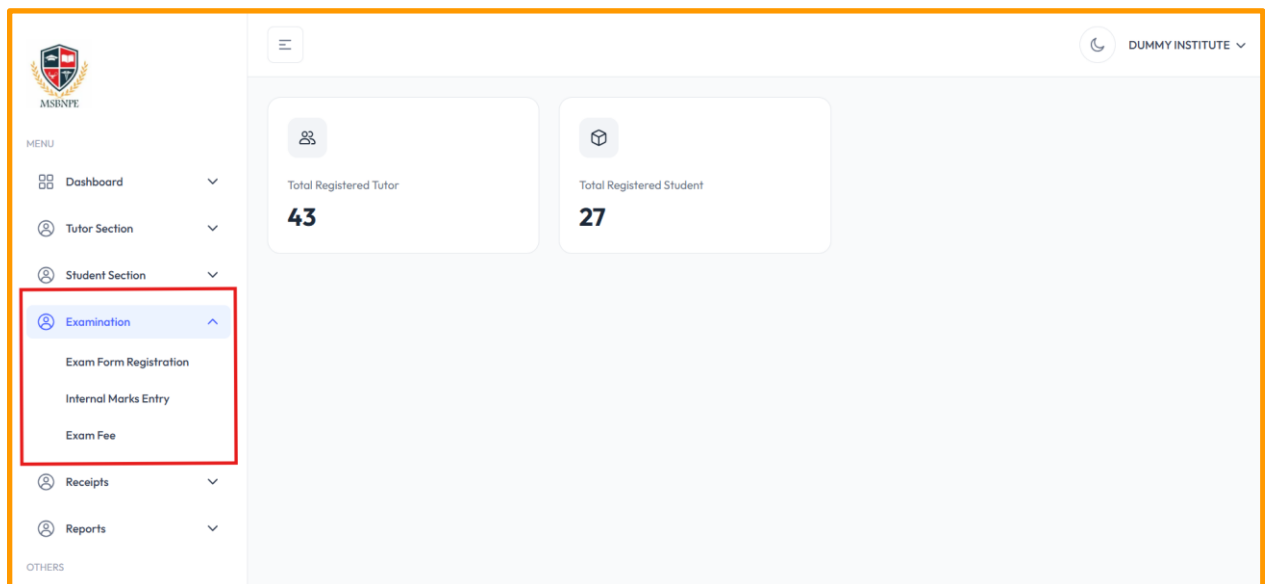 MSBNPE
MENU
Dashboard
Tutor Section
Student Section
Examination
Exam Form Registration
Internal Marks Entry
Exam Fee
Receipts
Reports
OTHERS
DUMMY INSTITUTE
Total Registered Tutor
43
Total Registered Student
27